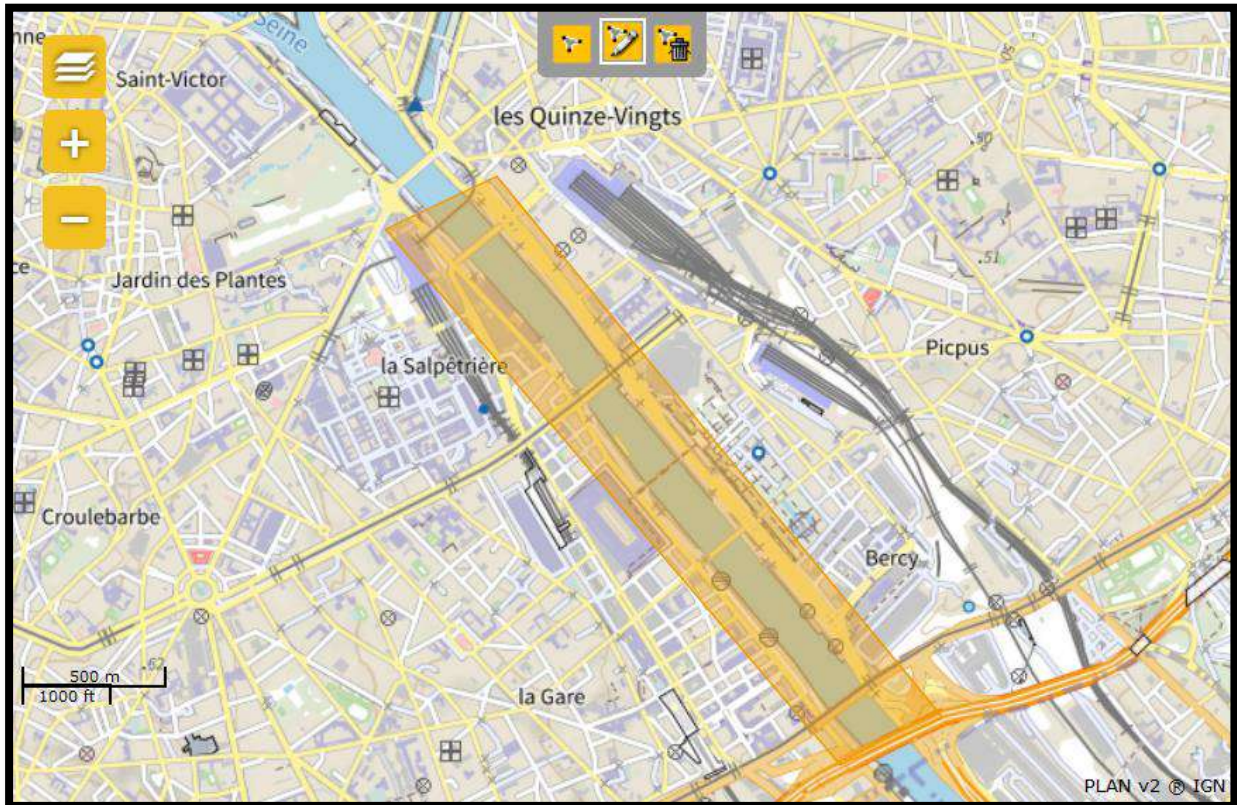 Seine
Saint-Victor
les Quinze-Vingts
+
.50
−
.51
Jardin des Plantes
la Salpêtrière
Picpus
Croulebarbe
Bercy
.62
500 m
1000 ft
la Gare
PLAN v2 ® IGN